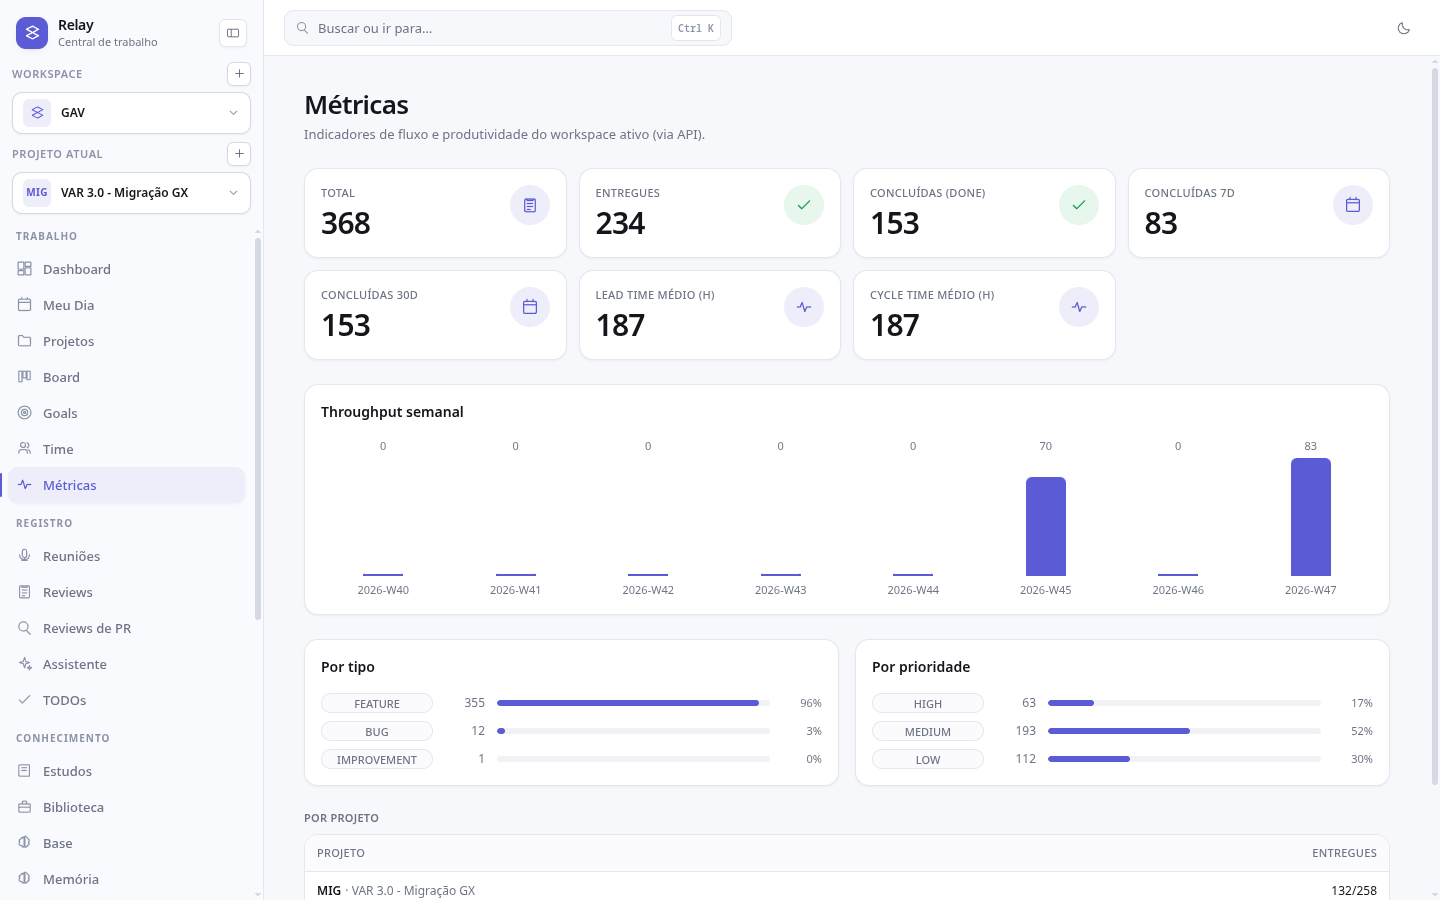 Relay
Central de trabalho
WORKSPACE
GAV
PROJETO ATUAL
MIG VAR 3.0 - Migração GX
TRABALHO
Dashboard
Meu Dia
Projetos
Board
Goals
Time
Métricas
REGISTRO
Reuniões
Reviews
Reviews de PR
Assistente
TODOs
CONHECIMENTO
Estudos
Biblioteca
Base
Memória
Buscar ou ir para... Ctrl K
Métricas
Indicadores de fluxo e produtividade do workspace ativo (via API).
TOTAL
368
ENTREGUES
234
CONCLUÍDAS (DONE)
153
CONCLUÍDAS 7D
83
CONCLUÍDAS 30D
153
LEAD TIME MÉDIO (H)
187
CYCLE TIME MÉDIO (H)
187
Throughput semanal
0 0 0 0 0 70 0 83
2026-W40 2026-W41 2026-W42 2026-W43 2026-W44 2026-W45 2026-W46 2026-W47
Por tipo
FEATURE 355 96%
BUG 12 3%
IMPROVEMENT 1 0%
Por prioridade
HIGH 63 17%
MEDIUM 193 52%
LOW 112 30%
POR PROJETO
PROJETO ENTREGUES
MIG · VAR 3.0 - Migração GX 132/258